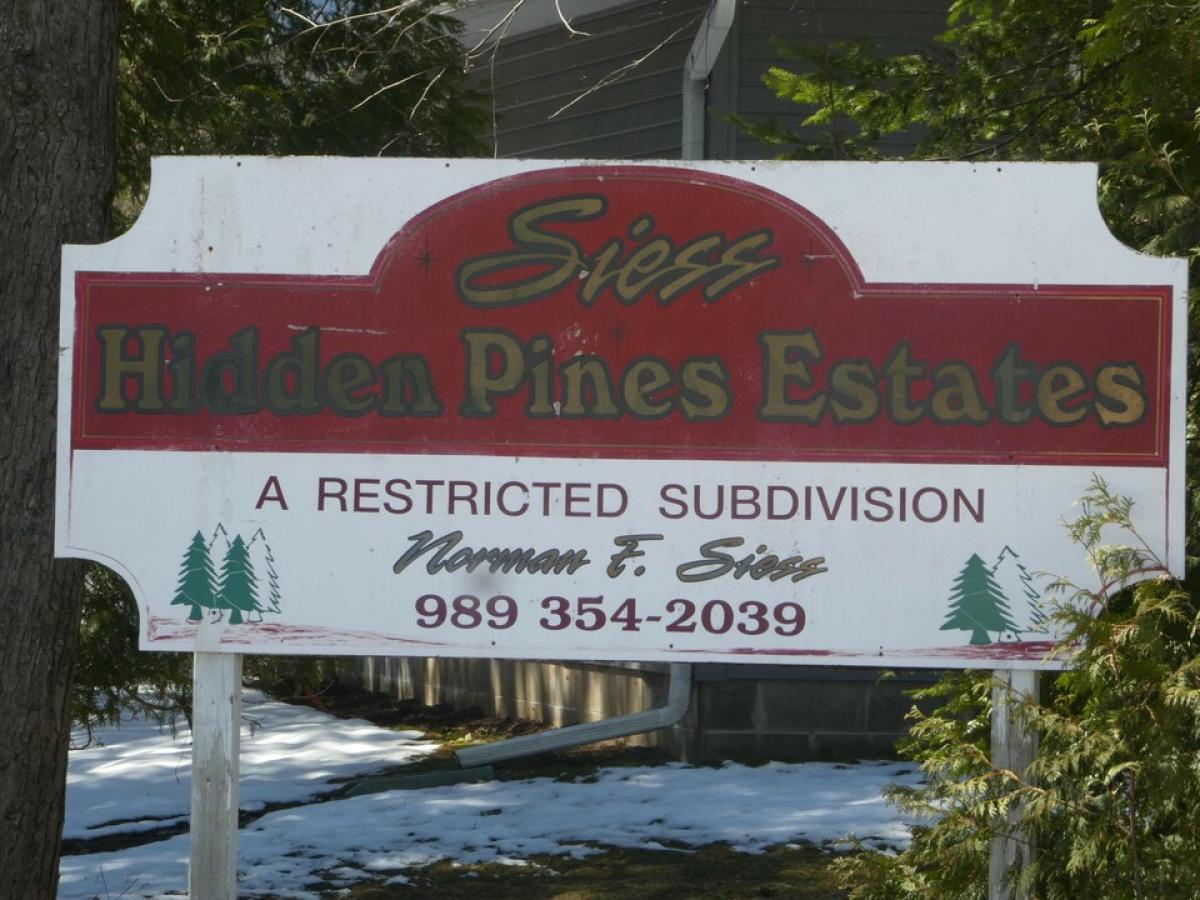 Siess
Hidden Pines Estates
A RESTRICTED SUBDIVISION
Norman F. Siess
989 354-2039